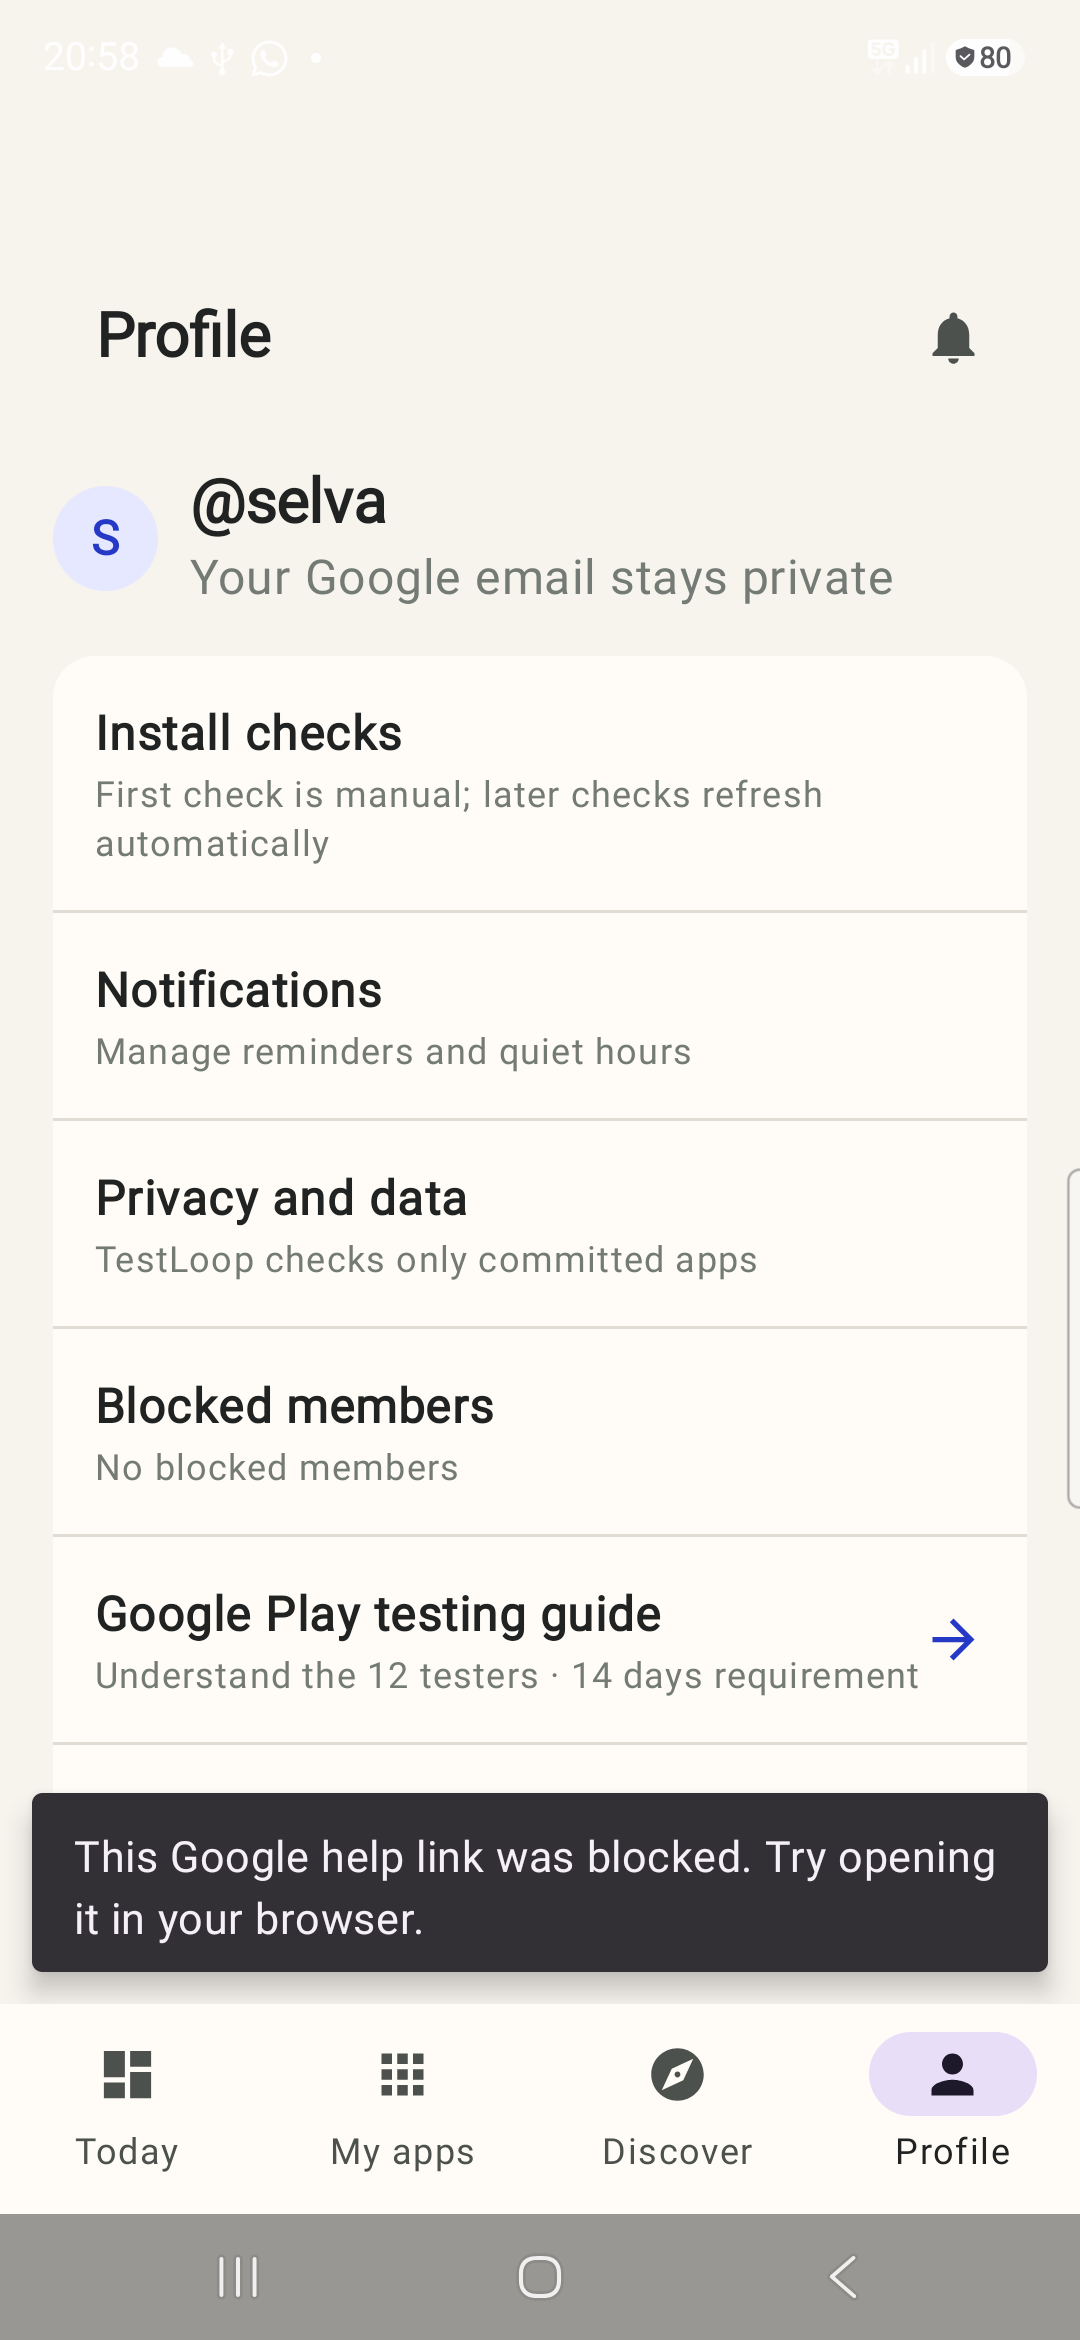 20:58
5G
80
Profile
S
@selva
Your Google email stays private
Install checks
First check is manual; later checks refresh
automatically
Notifications
Manage reminders and quiet hours
Privacy and data
TestLoop checks only committed apps
Blocked members
No blocked members
Google Play testing guide
Understand the 12 testers · 14 days requirement
This Google help link was blocked. Try opening
it in your browser.
Today
My apps
Discover
Profile